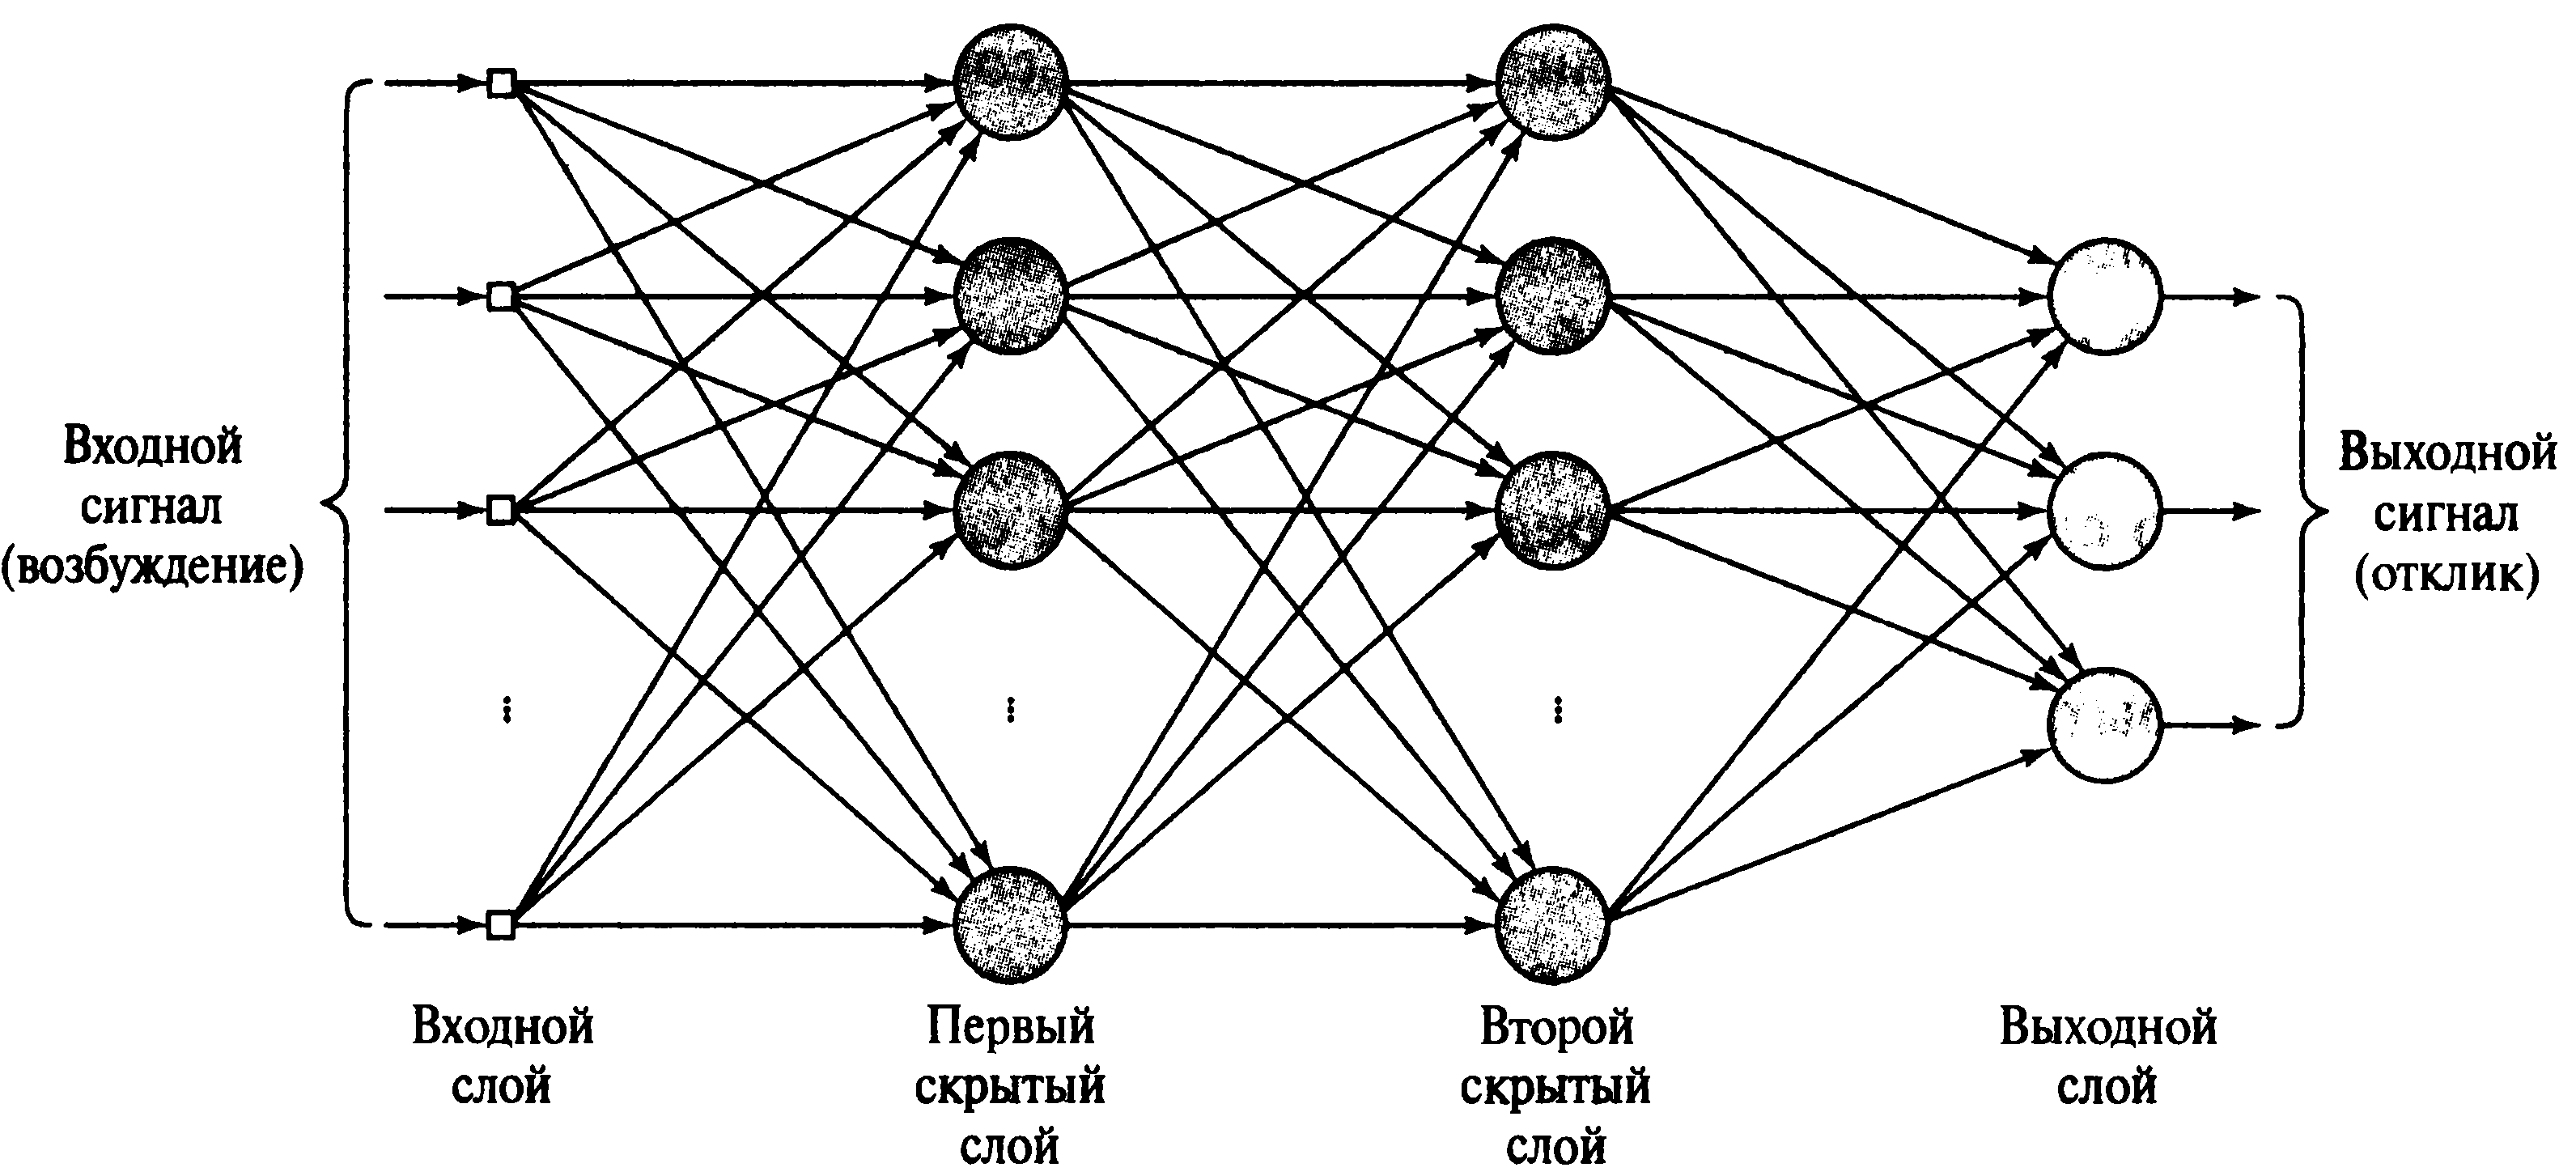 Входной
сигнал
(возбуждение)
Выходной
сигнал
(отклик)
Входной
слой
Первый
скрытый
слой
Второй
скрытый
слой
Выходной
слой